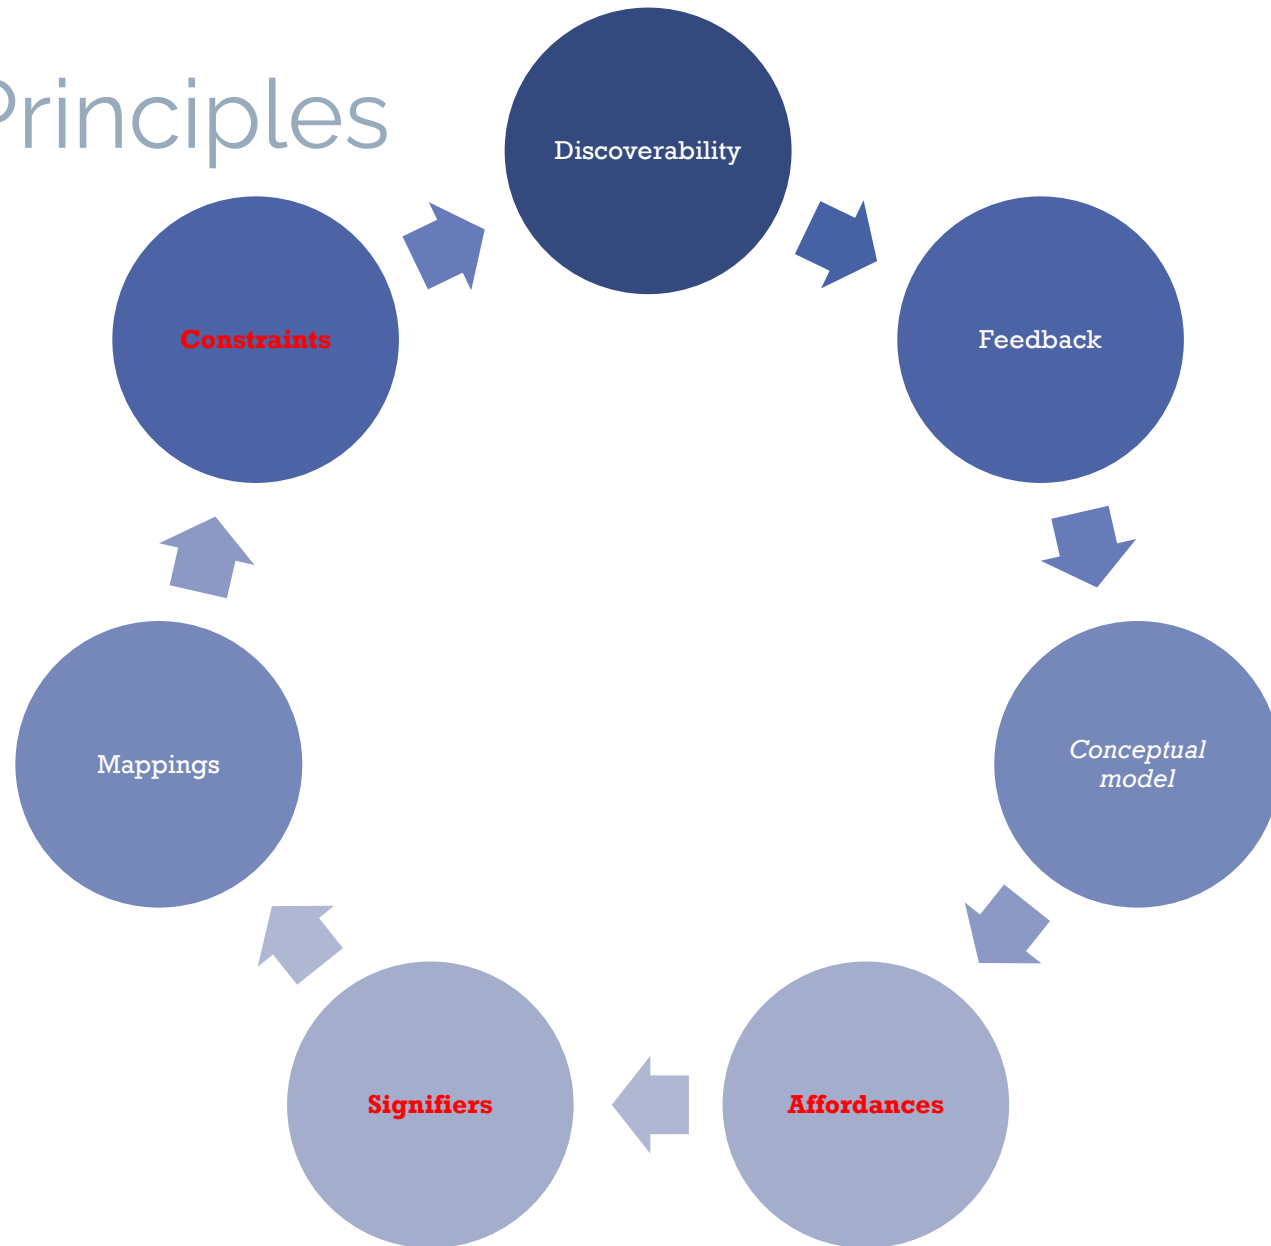 Principles
Discoverability
Feedback
Conceptual
model
Affordances
Signifiers
Mappings
Constraints